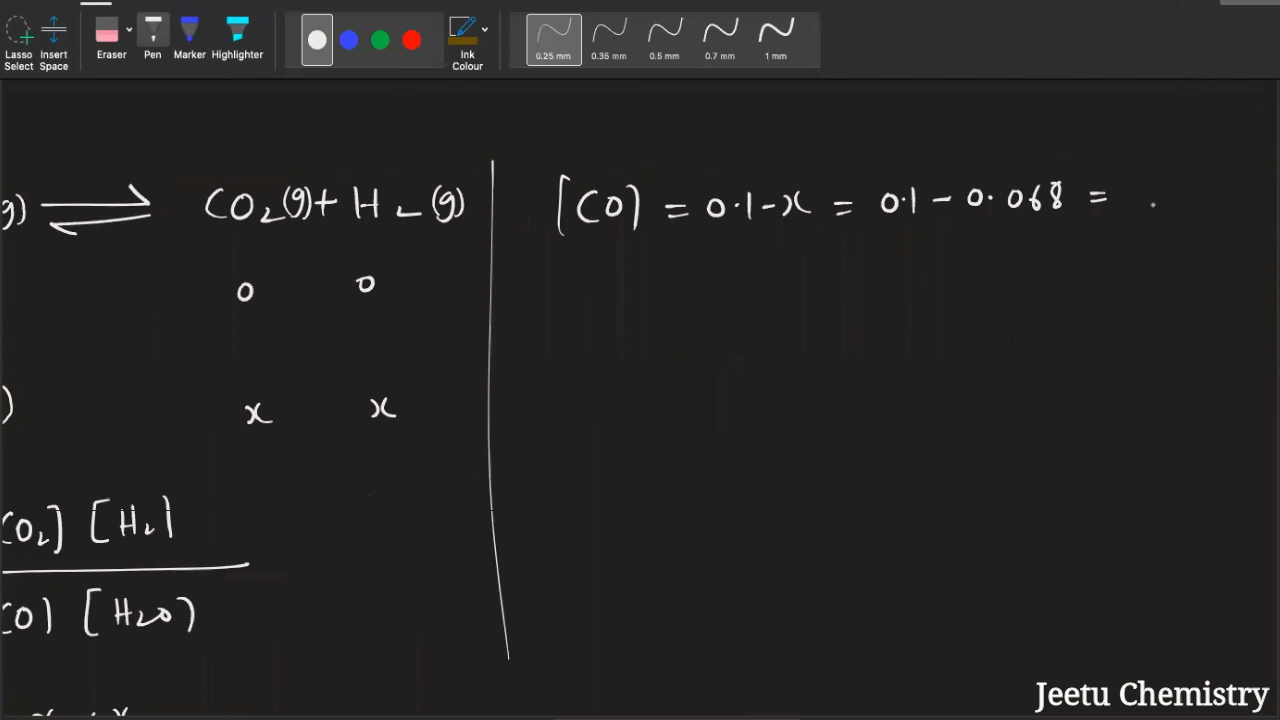 Lasso Select
Insert Space
Eraser
Pen
Marker
Highlighter
Ink Colour
0.25 mm
0.35 mm
0.5 mm
0.7 mm
1 mm
g) ⇌ CO₂(g) + H₂(g)
0 0
) x x
CO₂] [H₂]
CO) [H₂O)
[CO) = 0.1 - x = 0.1 - 0.068 = .
Jeetu Chemistry